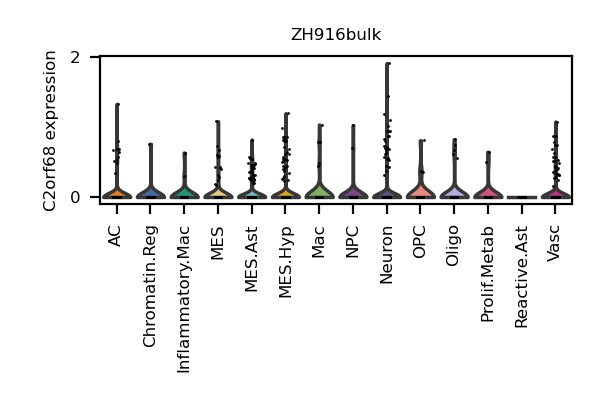 ZH916bulk
C2orf68 expression
2
0
AC
Chromatin.Reg
Inflammatory.Mac
MES
MES.Ast
MES.Hyp
Mac
NPC
Neuron
OPC
Oligo
Prolif.Metab
Reactive.Ast
Vasc